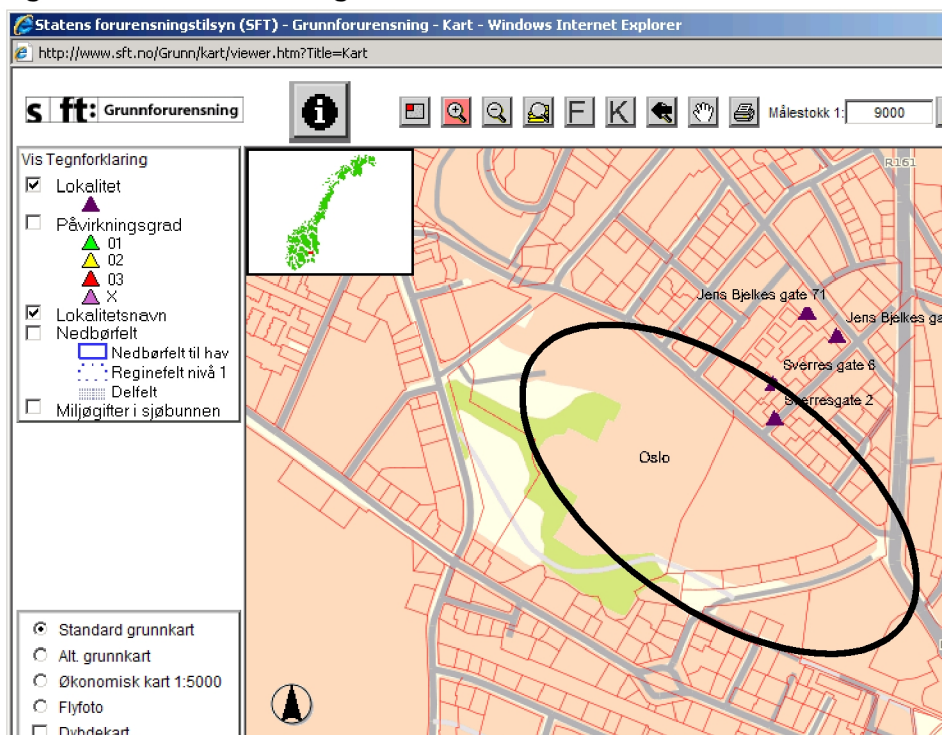 Statens forurensningstilsyn (SFT) - Grunnforurensning - Kart - Windows Internet Explorer
http://www.sft.no/Grunn/kart/viewer.htm?Title=Kart
s ft: Grunnforurensning
F K Målestokk 1: 9000
Vis Tegnforklaring
Lokalitet
Påvirkningsgrad
01
02
03
X
Lokalitetsnavn
Nedbørfelt
Nedbørfelt til hav
Reginefelt nivå 1
Delfelt
Miljøgifter i sjøbunnen
R161
Jens Bjelkes gate 71
Jens Bjelkes ga
Sverres gate 6
Sverresgate 2
Oslo
Standard grunnkart
Alt. grunnkart
Økonomisk kart 1:5000
Flyfoto
Dybdekart